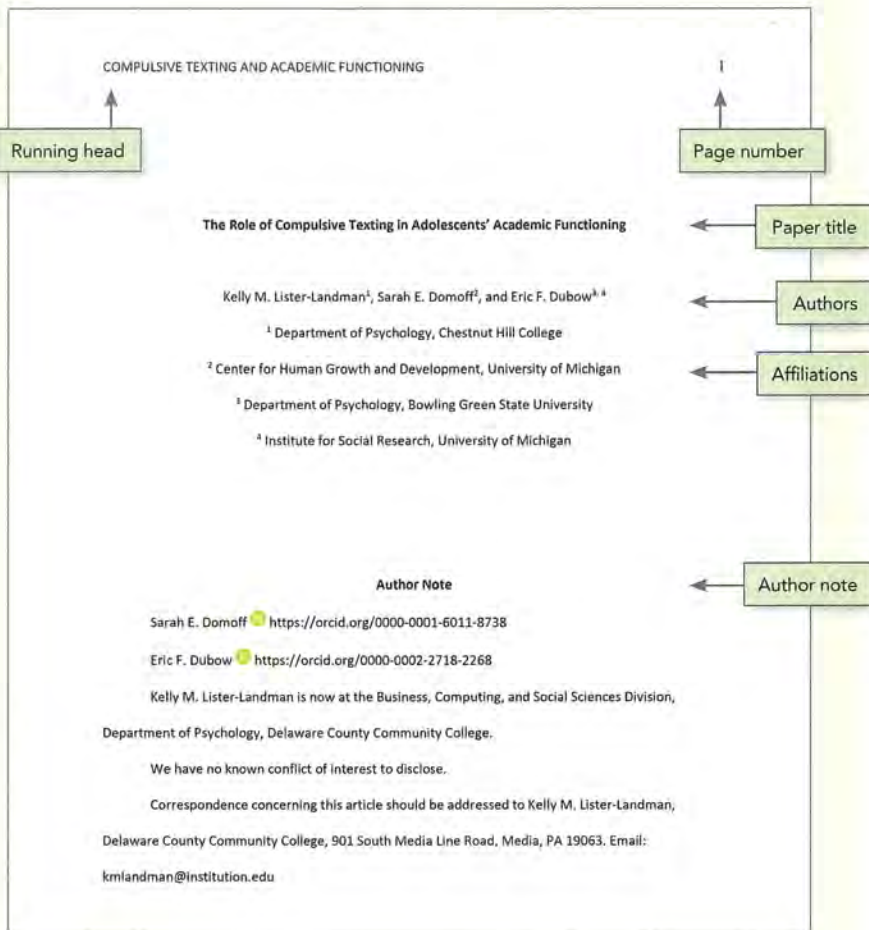 COMPULSIVE TEXTING AND ACADEMIC FUNCTIONING 1
Running head
Page number
The Role of Compulsive Texting in Adolescents' Academic Functioning
Paper title
Kelly M. Lister-Landman¹, Sarah E. Domoff², and Eric F. Dubow³˒ ⁴
Authors
¹ Department of Psychology, Chestnut Hill College
² Center for Human Growth and Development, University of Michigan
Affiliations
³ Department of Psychology, Bowling Green State University
⁴ Institute for Social Research, University of Michigan
Author Note
Author note
Sarah E. Domoff iD https://orcid.org/0000-0001-6011-8738
Eric F. Dubow iD https://orcid.org/0000-0002-2718-2268
Kelly M. Lister-Landman is now at the Business, Computing, and Social Sciences Division,
Department of Psychology, Delaware County Community College.
We have no known conflict of interest to disclose.
Correspondence concerning this article should be addressed to Kelly M. Lister-Landman,
Delaware County Community College, 901 South Media Line Road, Media, PA 19063. Email:
kmlandman@institution.edu